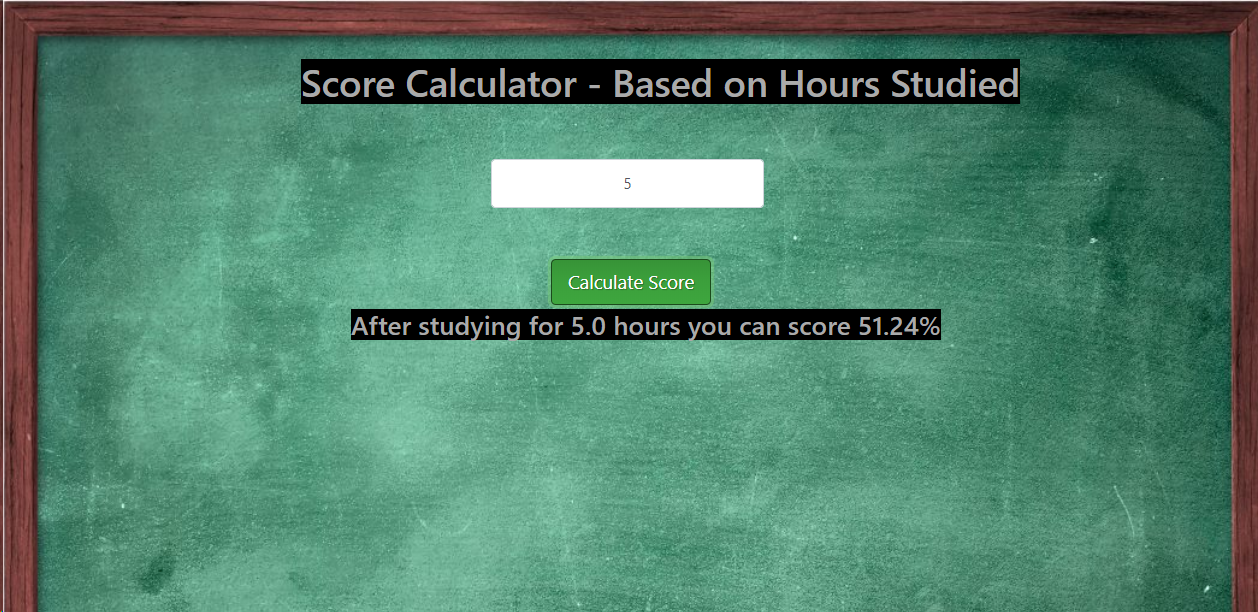 Score Calculator - Based on Hours Studied
5
Calculate Score
After studying for 5.0 hours you can score 51.24%